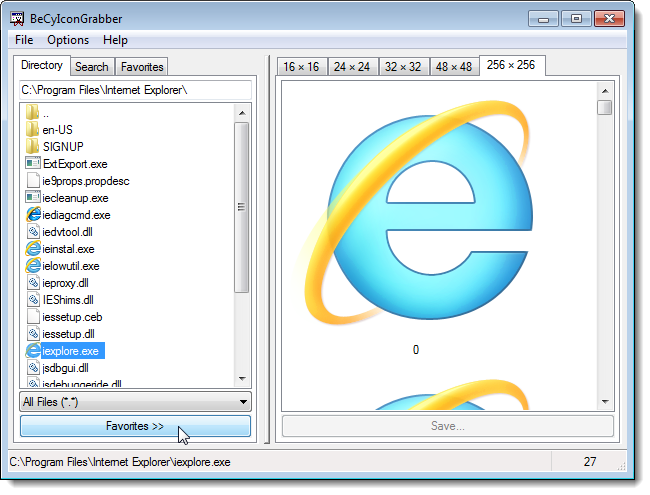 BeCyIconGrabber
File Options Help
Directory Search Favorites
C:\Program Files\Internet Explorer\
..
en-US
SIGNUP
ExtExport.exe
ie9props.propdesc
iecleanup.exe
iediagcmd.exe
iedvtool.dll
ieinstal.exe
ielowutil.exe
ieproxy.dll
IEShims.dll
iessetup.ceb
iessetup.dll
iexplore.exe
jsdbgui.dll
jsdebuggeride.dll
All Files (*.*)
Favorites >>
16 × 16 24 × 24 32 × 32 48 × 48 256 × 256
0
Save...
C:\Program Files\Internet Explorer\iexplore.exe 27